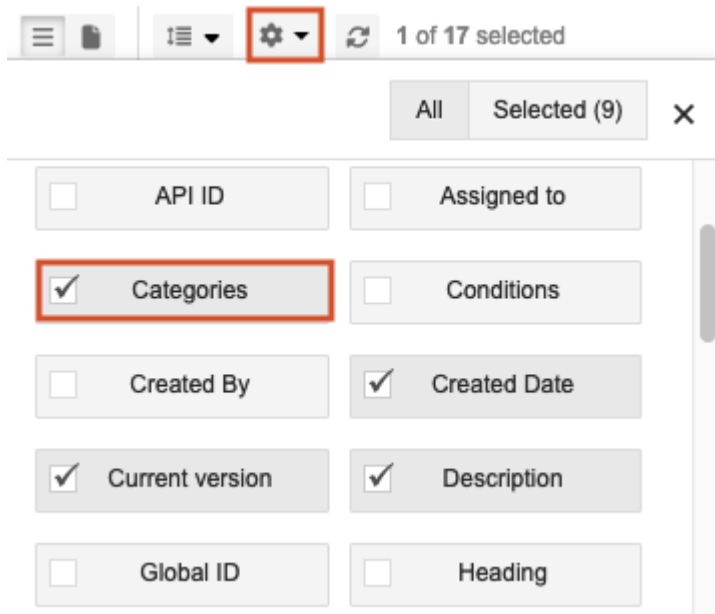 1 of 17 selected
All Selected (9)
API ID Assigned to
Categories Conditions
Created By Created Date
Current version Description
Global ID Heading